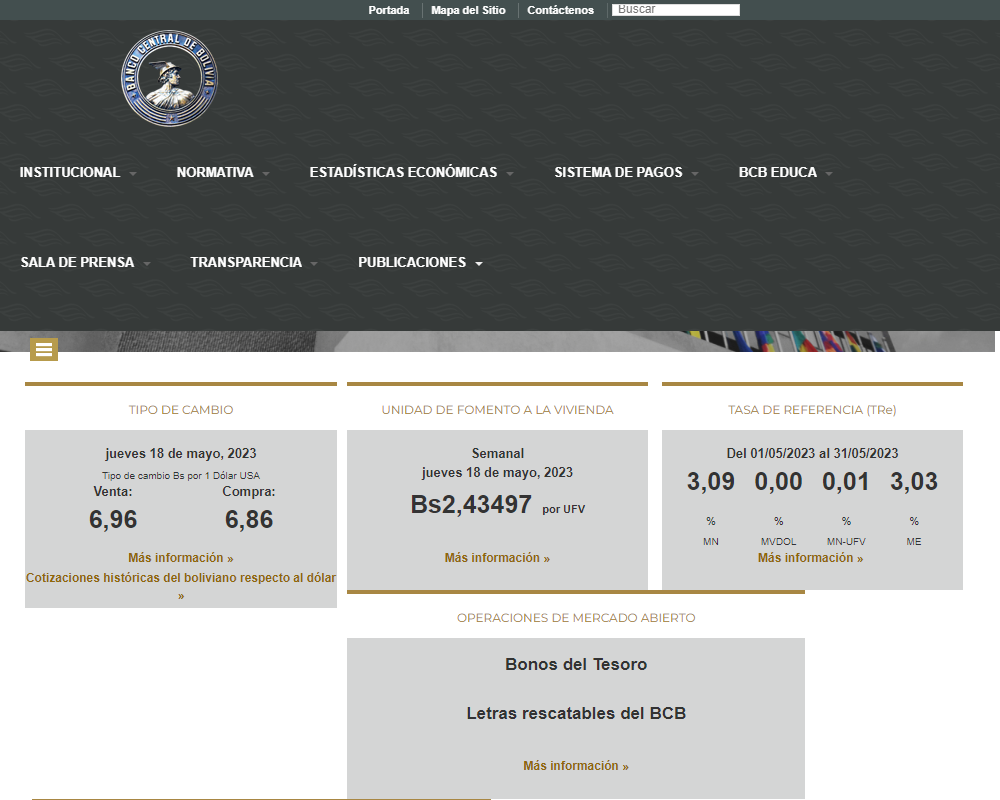 Portada
Mapa del Sitio
Contáctenos
Buscar
BANCO CENTRAL DE BOLIVIA
INSTITUCIONAL
NORMATIVA
ESTADÍSTICAS ECONÓMICAS
SISTEMA DE PAGOS
BCB EDUCA
SALA DE PRENSA
TRANSPARENCIA
PUBLICACIONES
TIPO DE CAMBIO
jueves 18 de mayo, 2023
Tipo de cambio Bs por 1 Dólar USA
Venta: Compra:
6,96 6,86
Más información »
Cotizaciones históricas del boliviano respecto al dólar
»
UNIDAD DE FOMENTO A LA VIVIENDA
Semanal
jueves 18 de mayo, 2023
Bs2,43497 por UFV
Más información »
TASA DE REFERENCIA (TRe)
Del 01/05/2023 al 31/05/2023
3,09 0,00 0,01 3,03
% % % %
MN MVDOL MN-UFV ME
Más información »
OPERACIONES DE MERCADO ABIERTO
Bonos del Tesoro
Letras rescatables del BCB
Más información »